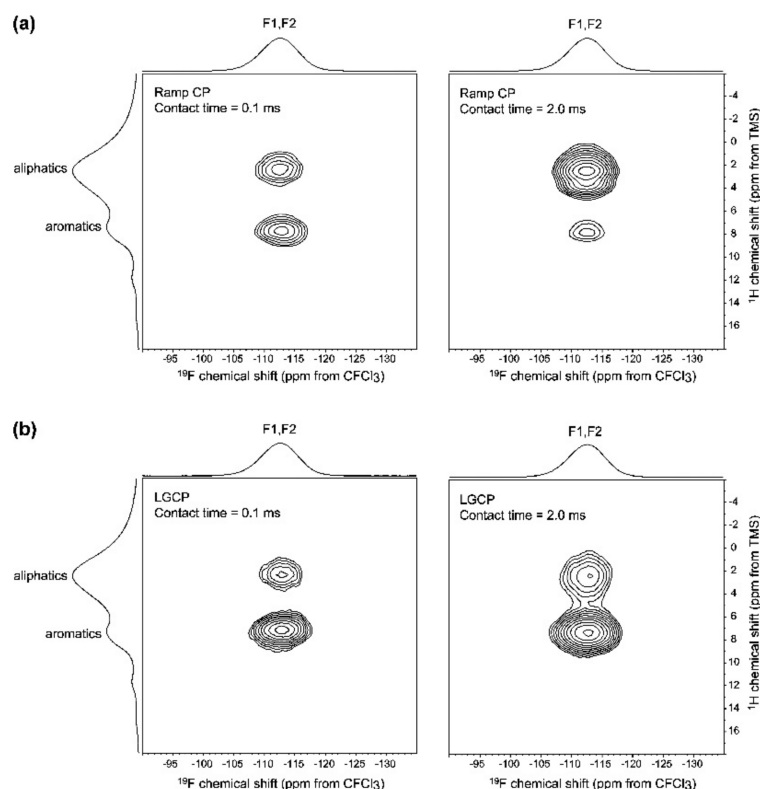 (a)
F1,F2
F1,F2
Ramp CP
Contact time = 0.1 ms
Ramp CP
Contact time = 2.0 ms
aliphatics
aromatics
-4
-2
0
2
4
6
8
10
12
14
16
¹H chemical shift (ppm from TMS)
-95 -100 -105 -110 -115 -120 -125 -130
-95 -100 -105 -110 -115 -120 -125 -130
¹⁹F chemical shift (ppm from CFCl₃)
¹⁹F chemical shift (ppm from CFCl₃)
(b)
F1,F2
F1,F2
LGCP
Contact time = 0.1 ms
LGCP
Contact time = 2.0 ms
aliphatics
aromatics
-4
-2
0
2
4
6
8
10
12
14
16
¹H chemical shift (ppm from TMS)
-95 -100 -105 -110 -115 -120 -125 -130
-95 -100 -105 -110 -115 -120 -125 -130
¹⁹F chemical shift (ppm from CFCl₃)
¹⁹F chemical shift (ppm from CFCl₃)